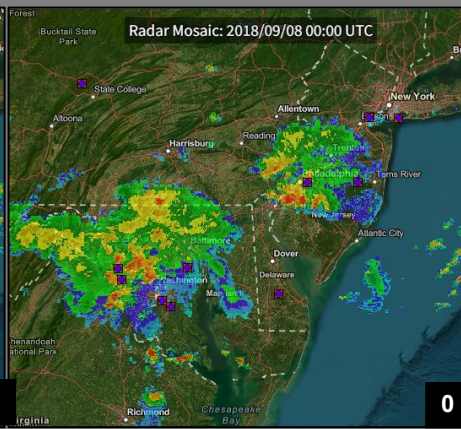 Forest
Radar Mosaic: 2018/09/08 00:00 UTC
Bucktail State
Park
State College
New York
Altoona
Allentown
Reading
Harrisburg
Trenton
Philadelphia
Toms River
New Jersey
Atlantic City
Baltimore
Dover
Delaware
henandoah
ational Park
Richmond
Chesapeake
Bay
irginia
0